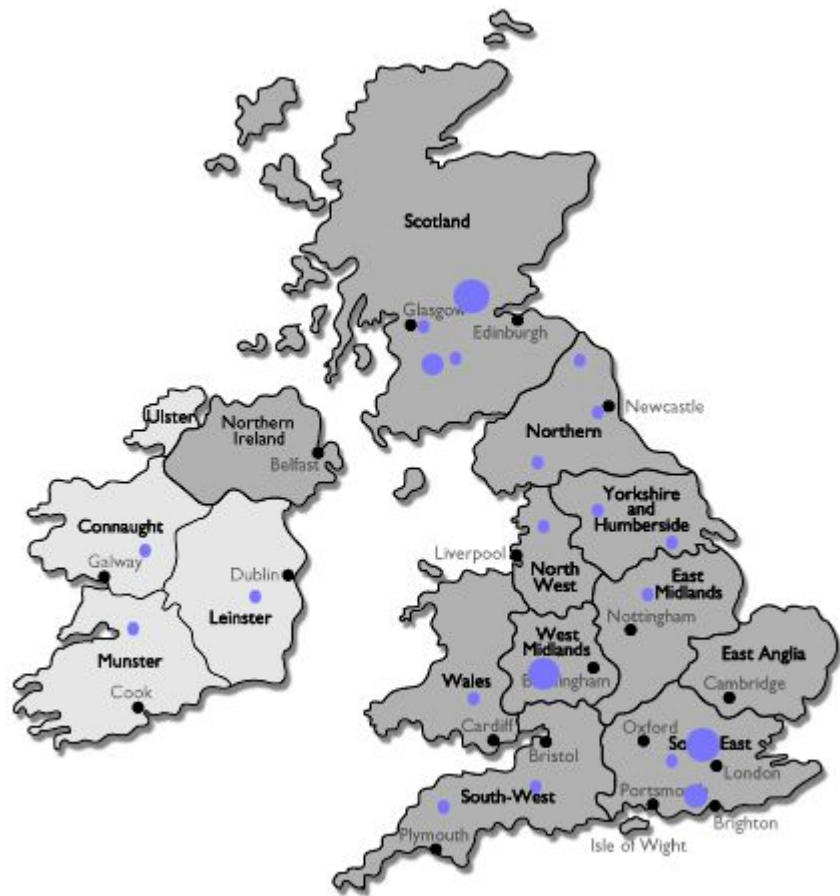 Scotland
Glasgow
Edinburgh
Ulster
Northern
Ireland
Belfast
Newcastle
Northern
Connaught
Galway
Dublin
Leinster
Munster
Cook
Yorkshire
and
Humberside
Liverpool
North
West
East
Midlands
Nottingham
West
Midlands
East Anglia
Cambridge
Wales
Cardiff
Bristol
Oxford
East
London
South-West
Plymouth
Brighton
Isle of Wight